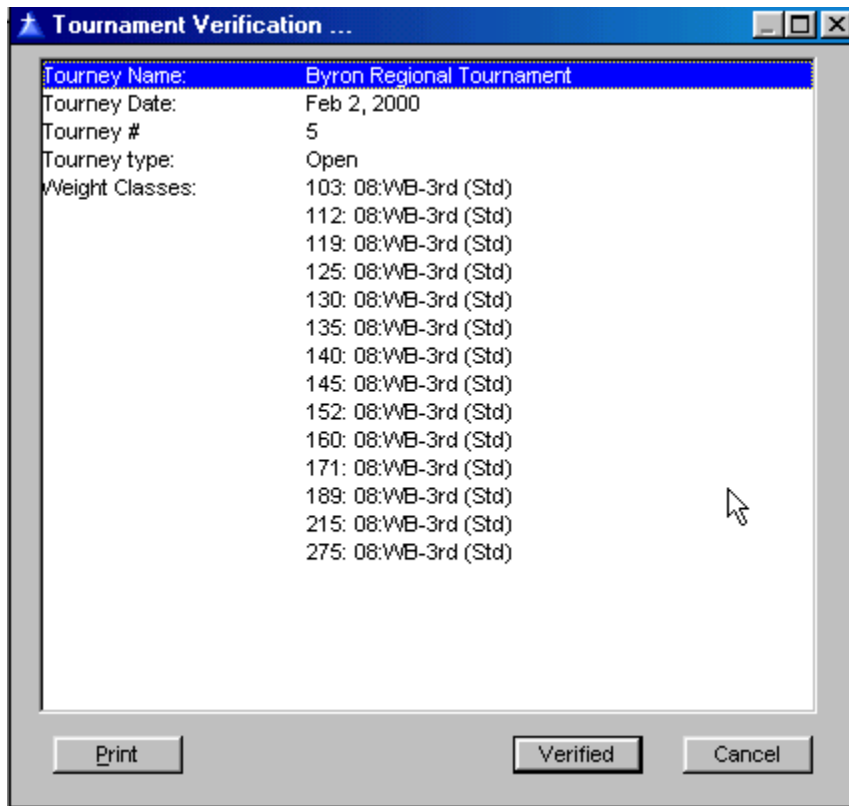 Tournament Verification ...
Tourney Name: Byron Regional Tournament
Tourney Date: Feb 2, 2000
Tourney # 5
Tourney type: Open
Weight Classes: 103: 08:WB-3rd (Std)
112: 08:WB-3rd (Std)
119: 08:WB-3rd (Std)
125: 08:WB-3rd (Std)
130: 08:WB-3rd (Std)
135: 08:WB-3rd (Std)
140: 08:WB-3rd (Std)
145: 08:WB-3rd (Std)
152: 08:WB-3rd (Std)
160: 08:WB-3rd (Std)
171: 08:WB-3rd (Std)
189: 08:WB-3rd (Std)
215: 08:WB-3rd (Std)
275: 08:WB-3rd (Std)
Print Verified Cancel